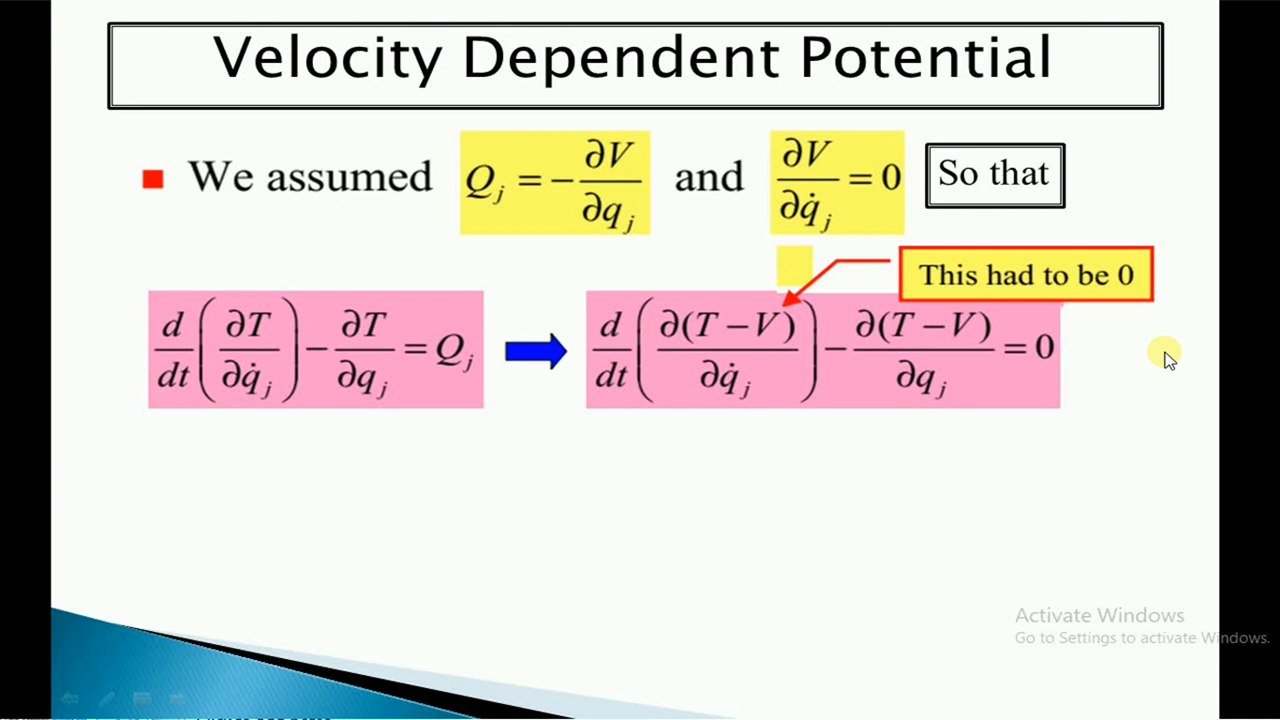 Velocity Dependent Potential
We assumed Q_j = −∂V/∂q_j and ∂V/∂q̇_j = 0 So that
This had to be 0
d/dt (∂T/∂q̇_j) − ∂T/∂q_j = Q_j d/dt (∂(T − V)/∂q̇_j) − ∂(T − V)/∂q_j = 0
Activate Windows
Go to Settings to activate Windows.